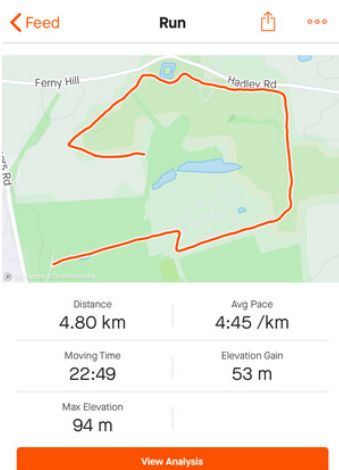 Feed
Run
Ferny Hill
Hadley Rd
Rd
Distance
Avg Pace
4.80 km
4:45 /km
Moving Time
Elevation Gain
22:49
53 m
Max Elevation
94 m
View Analysis